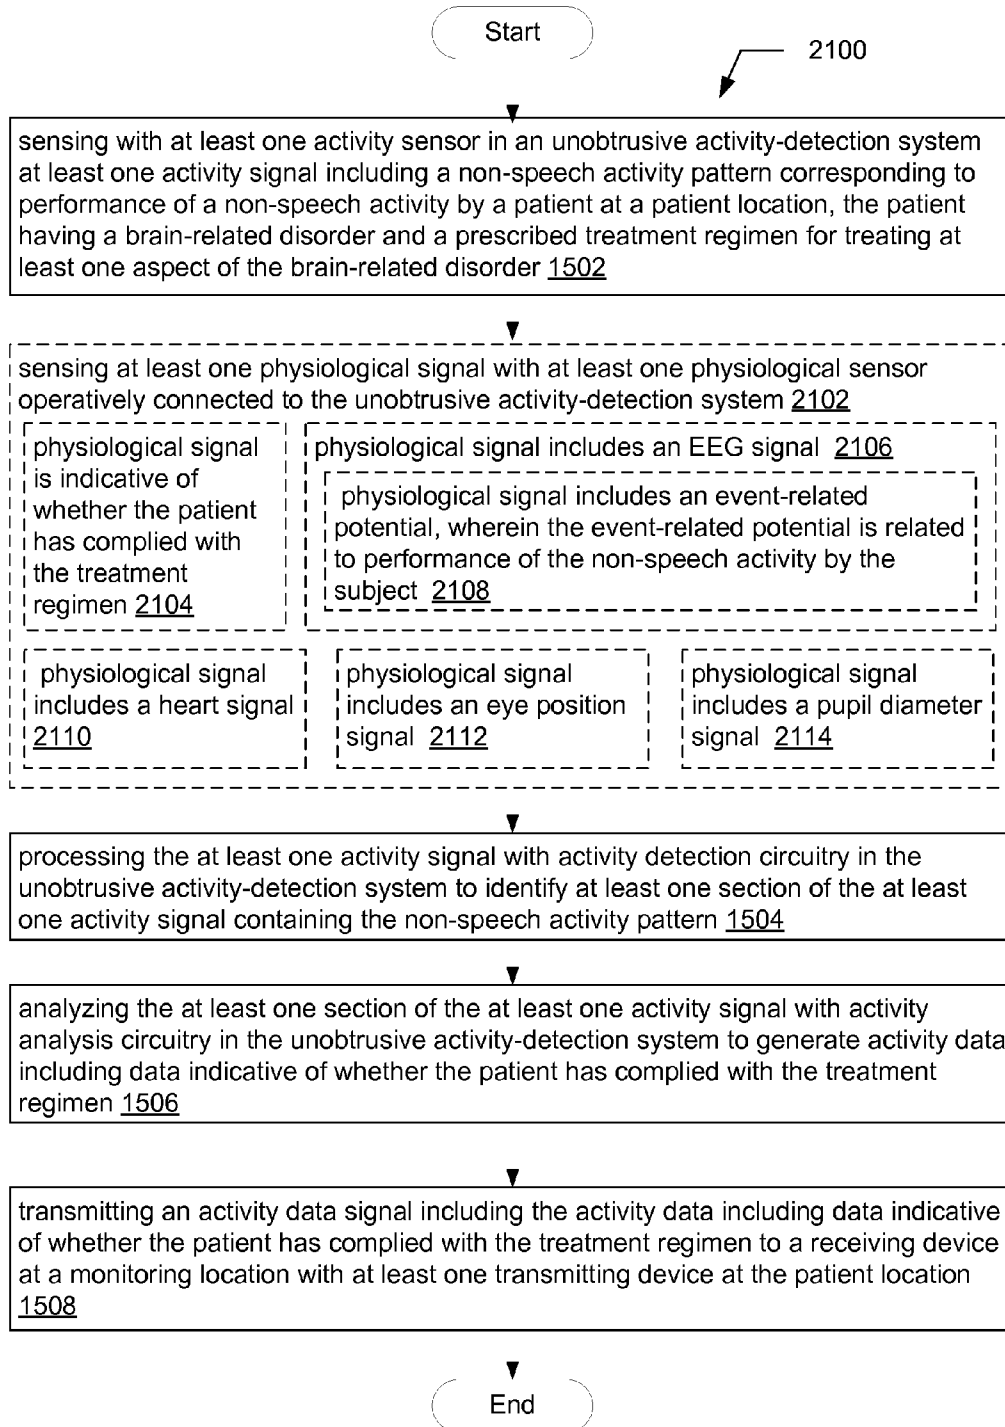 Start
2100
sensing with at least one activity sensor in an unobtrusive activity-detection system
at least one activity signal including a non-speech activity pattern corresponding to
performance of a non-speech activity by a patient at a patient location, the patient
having a brain-related disorder and a prescribed treatment regimen for treating at
least one aspect of the brain-related disorder 1502
sensing at least one physiological signal with at least one physiological sensor
operatively connected to the unobtrusive activity-detection system 2102
physiological signal
is indicative of
whether the patient
has complied with
the treatment
regimen 2104
physiological signal includes an EEG signal 2106
physiological signal includes an event-related
potential, wherein the event-related potential is related
to performance of the non-speech activity by the
subject 2108
physiological signal
includes a heart signal
2110
physiological signal
includes an eye position
signal 2112
physiological signal
includes a pupil diameter
signal 2114
processing the at least one activity signal with activity detection circuitry in the
unobtrusive activity-detection system to identify at least one section of the at least
one activity signal containing the non-speech activity pattern 1504
analyzing the at least one section of the at least one activity signal with activity
analysis circuitry in the unobtrusive activity-detection system to generate activity data
including data indicative of whether the patient has complied with the treatment
regimen 1506
transmitting an activity data signal including the activity data including data indicative
of whether the patient has complied with the treatment regimen to a receiving device
at a monitoring location with at least one transmitting device at the patient location
1508
End